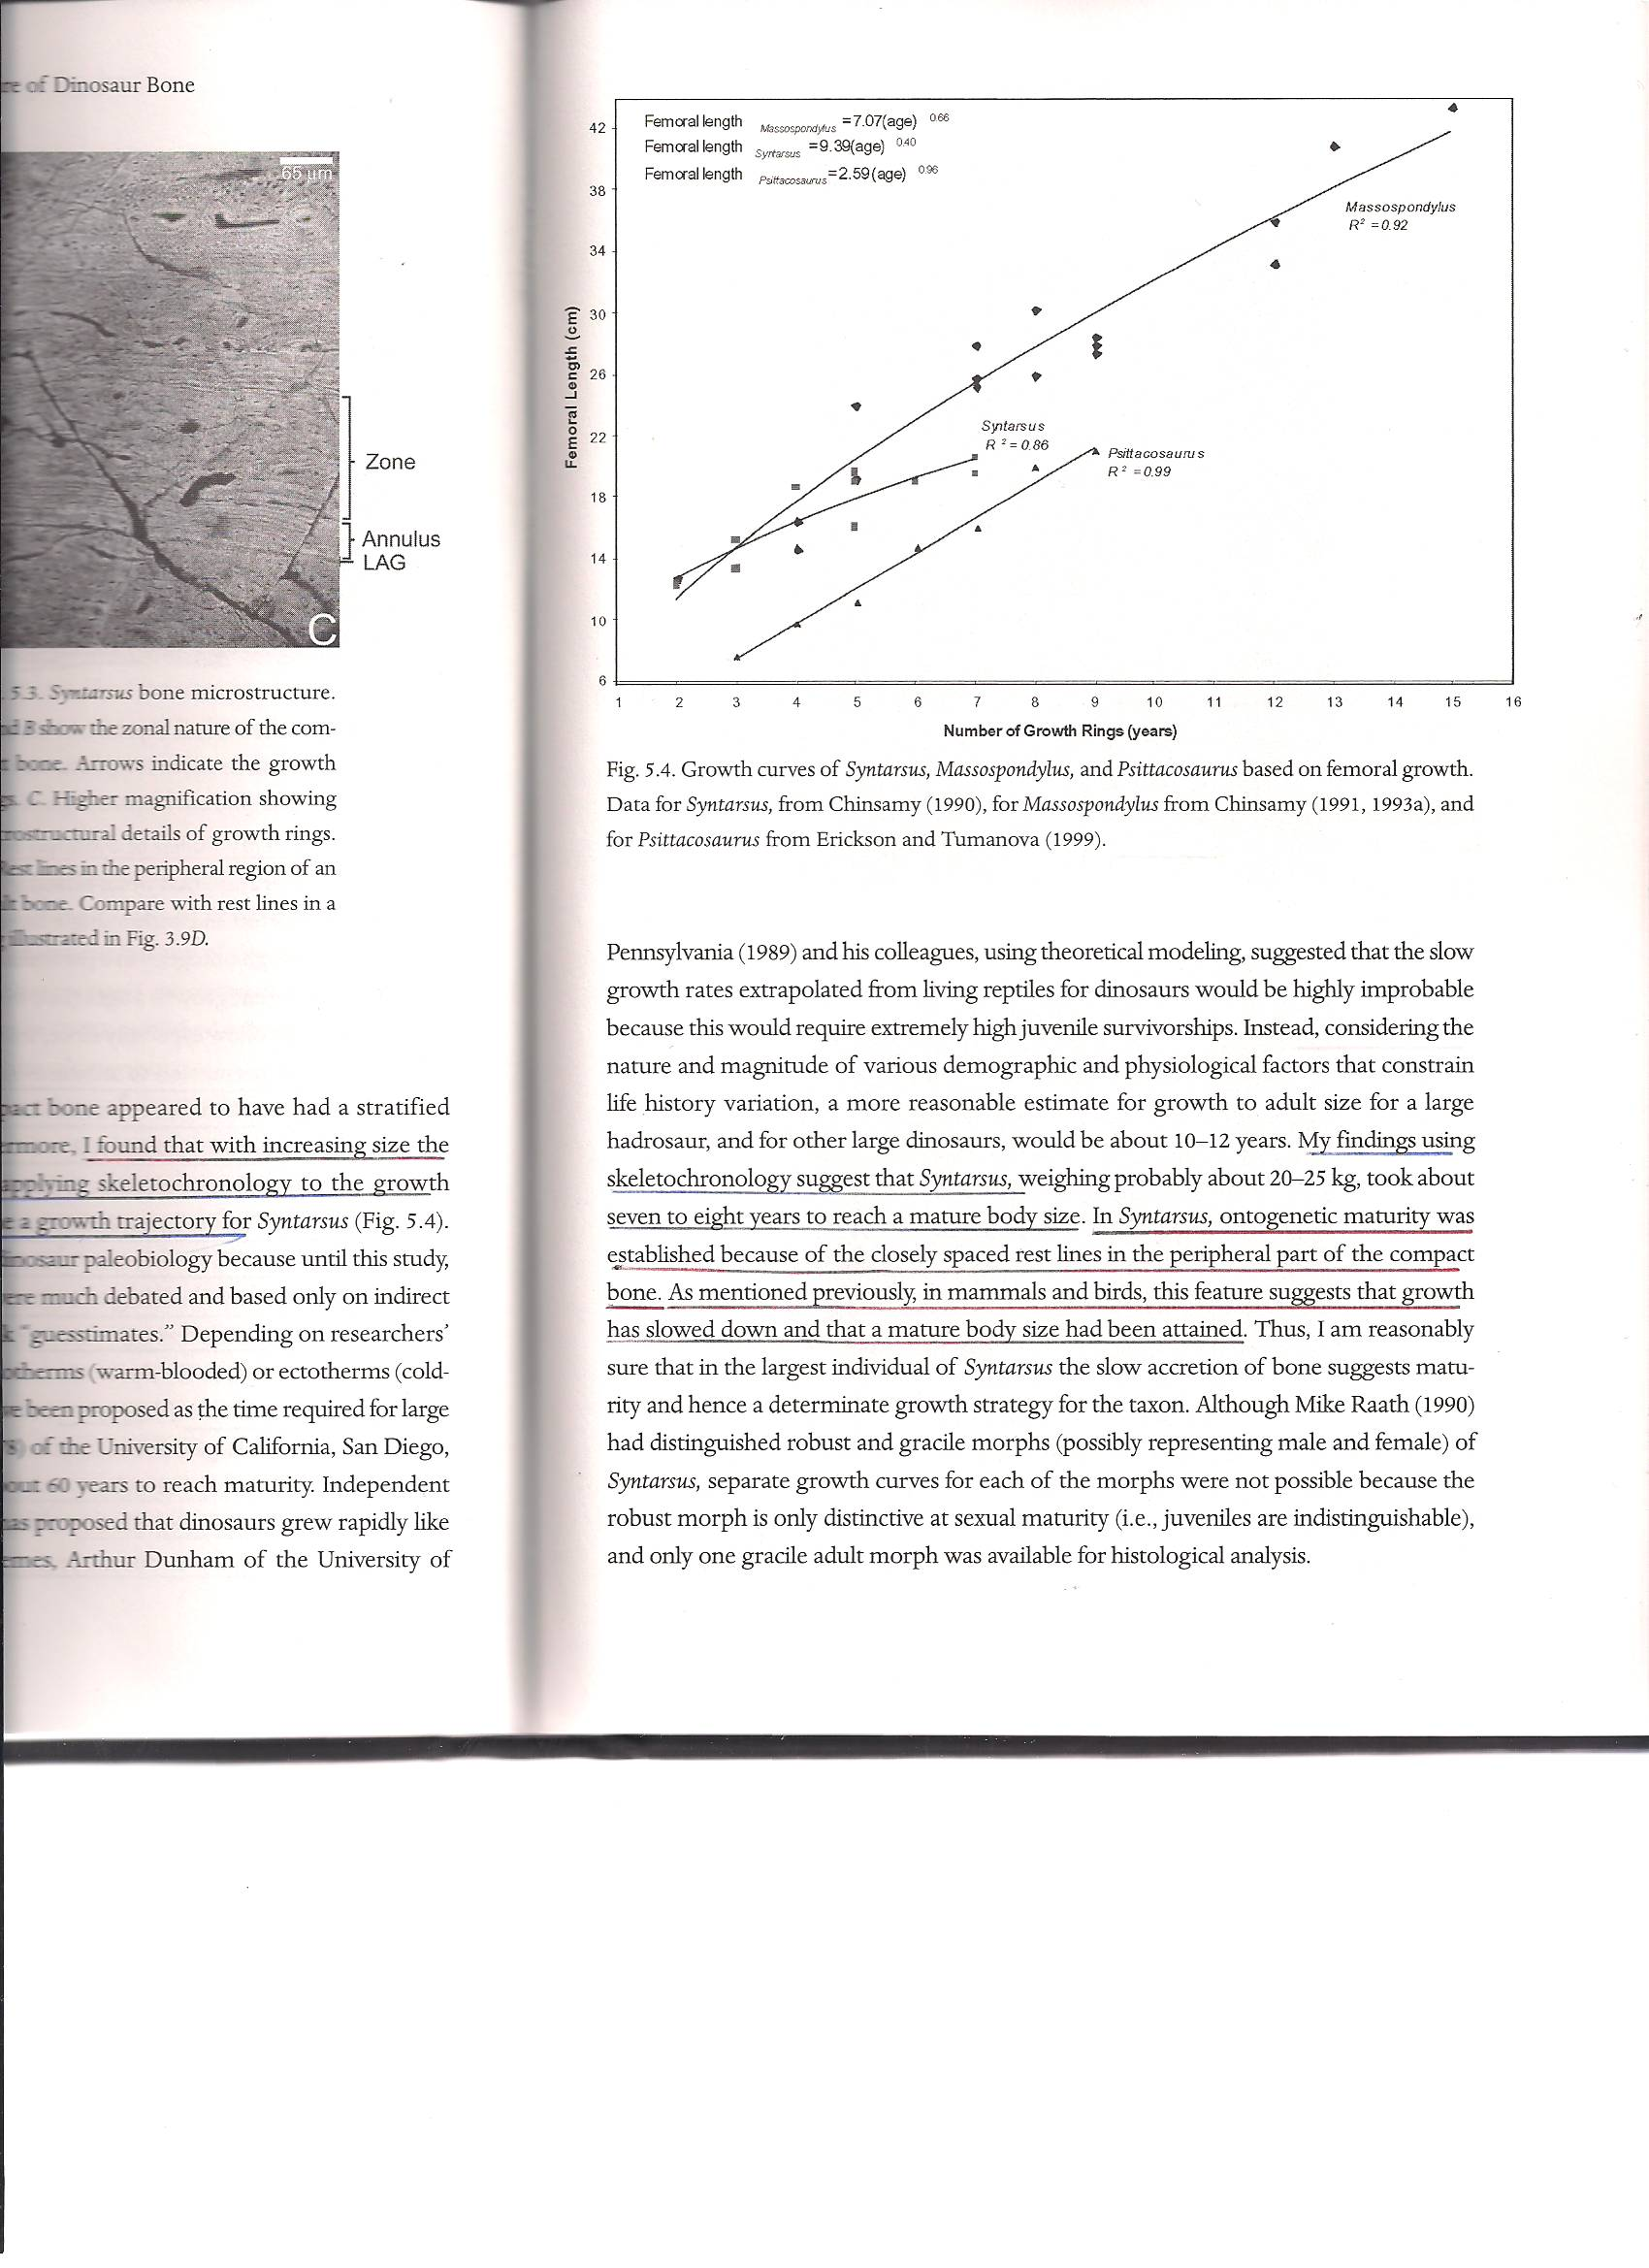 of Dinosaur Bone
65 µm
Zone
Annulus
LAG
C
5.3. Syntarsus bone microstructure.
B show the zonal nature of the com-
bone. Arrows indicate the growth
C. Higher magnification showing
structural details of growth rings.
lines in the peripheral region of an
bone. Compare with rest lines in a
illustrated in Fig. 3.9D.
bone appeared to have had a stratified
I found that with increasing size the
applying skeletochronology to the growth
a growth trajectory for Syntarsus (Fig. 5.4).
paleobiology because until this study,
much debated and based only on indirect
"guesstimates." Depending on researchers'
(warm-blooded) or ectotherms (cold-
been proposed as the time required for large
of the University of California, San Diego,
60 years to reach maturity. Independent
proposed that dinosaurs grew rapidly like
Arthur Dunham of the University of
Femoral length Massospondylus =7.07(age) 0.66
Femoral length Syntarsus =9.39(age) 0.40
Femoral length Psittacosaurus=2.59(age) 0.96
Femoral Length (cm)
42
38
34
30
26
22
18
14
10
6
Massospondylus
R² =0.92
Syntarsus
R ²= 0.86
Psittacosaurus
R² =0.99
1 2 3 4 5 6 7 8 9 10 11 12 13 14 15 16
Number of Growth Rings (years)
Fig. 5.4. Growth curves of Syntarsus, Massospondylus, and Psittacosaurus based on femoral growth.
Data for Syntarsus, from Chinsamy (1990), for Massospondylus from Chinsamy (1991, 1993a), and
for Psittacosaurus from Erickson and Tumanova (1999).
Pennsylvania (1989) and his colleagues, using theoretical modeling, suggested that the slow
growth rates extrapolated from living reptiles for dinosaurs would be highly improbable
because this would require extremely high juvenile survivorships. Instead, considering the
nature and magnitude of various demographic and physiological factors that constrain
life history variation, a more reasonable estimate for growth to adult size for a large
hadrosaur, and for other large dinosaurs, would be about 10–12 years. My findings using
skeletochronology suggest that Syntarsus, weighing probably about 20–25 kg, took about
seven to eight years to reach a mature body size. In Syntarsus, ontogenetic maturity was
established because of the closely spaced rest lines in the peripheral part of the compact
bone. As mentioned previously, in mammals and birds, this feature suggests that growth
has slowed down and that a mature body size had been attained. Thus, I am reasonably
sure that in the largest individual of Syntarsus the slow accretion of bone suggests matu-
rity and hence a determinate growth strategy for the taxon. Although Mike Raath (1990)
had distinguished robust and gracile morphs (possibly representing male and female) of
Syntarsus, separate growth curves for each of the morphs were not possible because the
robust morph is only distinctive at sexual maturity (i.e., juveniles are indistinguishable),
and only one gracile adult morph was available for histological analysis.